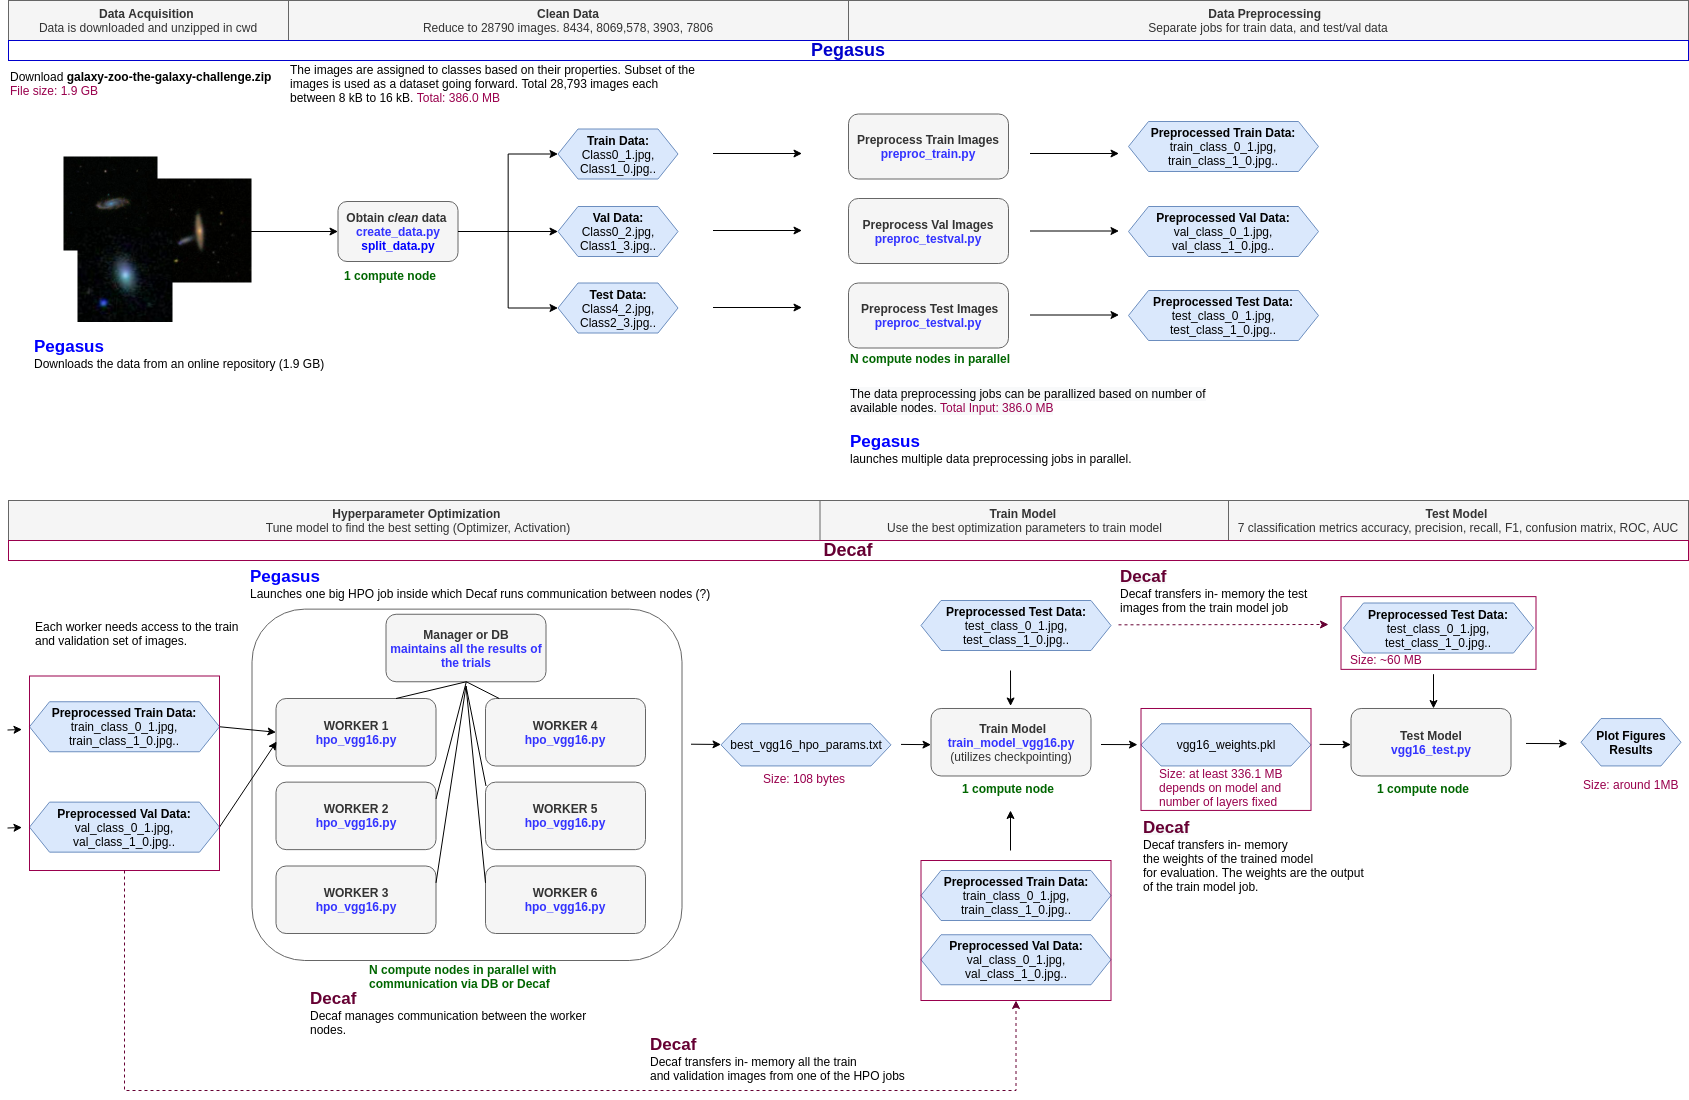 Data Acquisition
Data is downloaded and unzipped in cwd
Clean Data
Reduce to 28790 images. 8434, 8069,578, 3903, 7806
Data Preprocessing
Separate jobs for train data, and test/val data
Pegasus
Download galaxy-zoo-the-galaxy-challenge.zip
File size: 1.9 GB
The images are assigned to classes based on their properties. Subset of the
images is used as a dataset going forward. Total 28,793 images each
between 8 kB to 16 kB. Total: 386.0 MB
Obtain clean data
create_data.py
split_data.py
1 compute node
Train Data:
Class0_1.jpg,
Class1_0.jpg..
Val Data:
Class0_2.jpg,
Class1_3.jpg..
Test Data:
Class4_2.jpg,
Class2_3.jpg..
Preprocess Train Images
preproc_train.py
Preprocess Val Images
preproc_testval.py
Preprocess Test Images
preproc_testval.py
N compute nodes in parallel
Preprocessed Train Data:
train_class_0_1.jpg,
train_class_1_0.jpg..
Preprocessed Val Data:
val_class_0_1.jpg,
val_class_1_0.jpg..
Preprocessed Test Data:
test_class_0_1.jpg,
test_class_1_0.jpg..
Pegasus
Downloads the data from an online repository (1.9 GB)
The data preprocessing jobs can be parallized based on number of
available nodes. Total Input: 386.0 MB
Pegasus
launches multiple data preprocessing jobs in parallel.
Hyperparameter Optimization
Tune model to find the best setting (Optimizer, Activation)
Train Model
Use the best optimization parameters to train model
Test Model
7 classification metrics accuracy, precision, recall, F1, confusion matrix, ROC, AUC
Decaf
Pegasus
Launches one big HPO job inside which Decaf runs communication between nodes (?)
Each worker needs access to the train
and validation set of images.
Preprocessed Train Data:
train_class_0_1.jpg,
train_class_1_0.jpg..
Preprocessed Val Data:
val_class_0_1.jpg,
val_class_1_0.jpg..
Manager or DB
maintains all the results of
the trials
WORKER 1
hpo_vgg16.py
WORKER 4
hpo_vgg16.py
WORKER 2
hpo_vgg16.py
WORKER 5
hpo_vgg16.py
WORKER 3
hpo_vgg16.py
WORKER 6
hpo_vgg16.py
N compute nodes in parallel with
communication via DB or Decaf
Decaf
Decaf manages communication between the worker
nodes.
best_vgg16_hpo_params.txt
Size: 108 bytes
Preprocessed Test Data:
test_class_0_1.jpg,
test_class_1_0.jpg..
Train Model
train_model_vgg16.py
(utilizes checkpointing)
1 compute node
Preprocessed Train Data:
train_class_0_1.jpg,
train_class_1_0.jpg..
Preprocessed Val Data:
val_class_0_1.jpg,
val_class_1_0.jpg..
Decaf
Decaf transfers in- memory all the train
and validation images from one of the HPO jobs
Decaf
Decaf transfers in- memory the test
images from the train model job
vgg16_weights.pkl
Size: at least 336.1 MB
depends on model and
number of layers fixed
Decaf
Decaf transfers in- memory
the weights of the trained model
for evaluation. The weights are the output
of the train model job.
Preprocessed Test Data:
test_class_0_1.jpg,
test_class_1_0.jpg..
Size: ~60 MB
Test Model
vgg16_test.py
1 compute node
Plot Figures
Results
Size: around 1MB